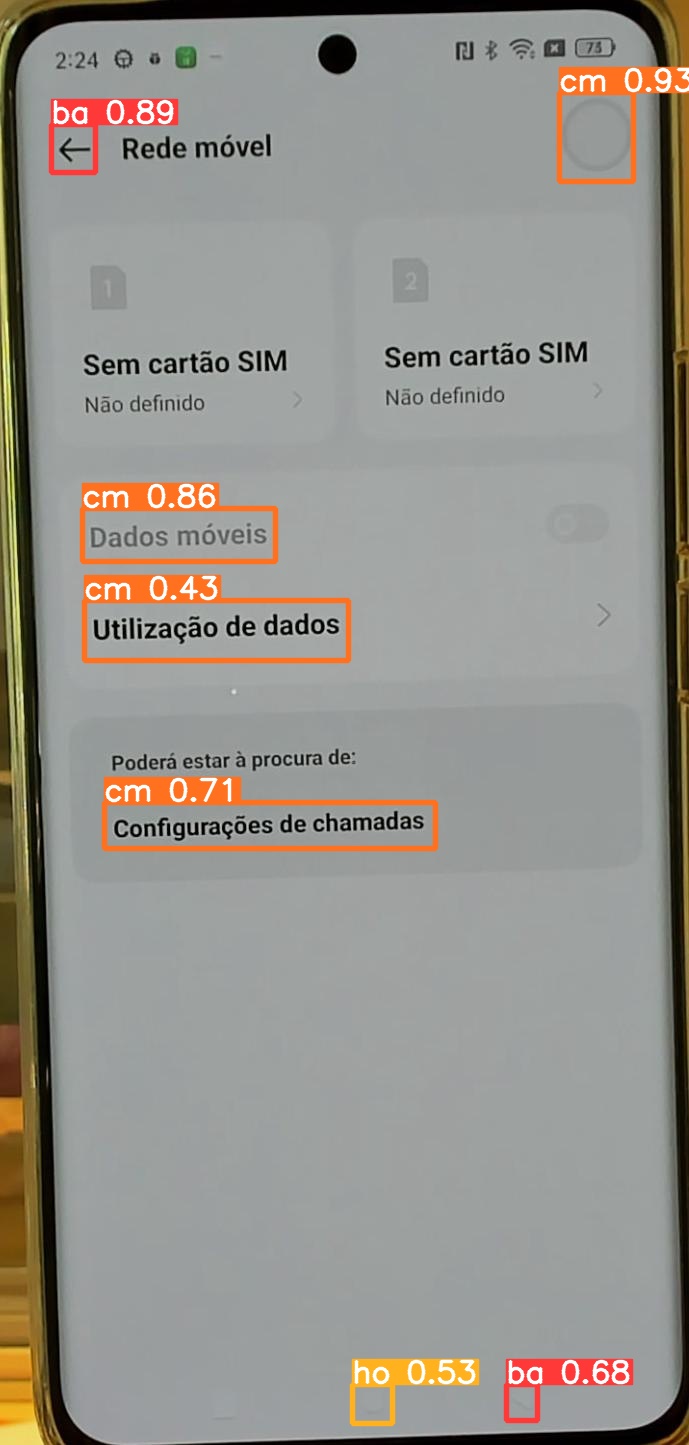 2:24
73
cm 0.93
ba 0.89
Rede móvel
1
2
Sem cartão SIM
Sem cartão SIM
Não definido
Não definido
cm 0.86
Dados móveis
cm 0.43
Utilização de dados
Poderá estar à procura de:
cm 0.71
Configurações de chamadas
ho 0.53
ba 0.68